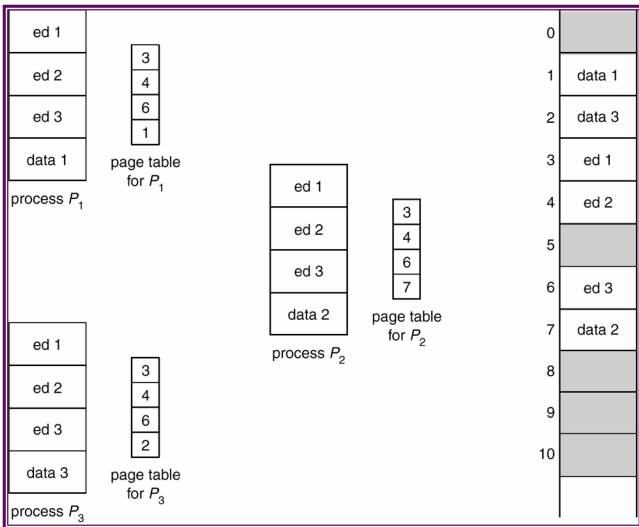 ed 1
ed 2
ed 3
data 1
process P1
3
4
6
1
page table
for P1
ed 1
ed 2
ed 3
data 2
process P2
3
4
6
7
page table
for P2
ed 1
ed 2
ed 3
data 3
process P3
3
4
6
2
page table
for P3
0
1 data 1
2 data 3
3 ed 1
4 ed 2
5
6 ed 3
7 data 2
8
9
10